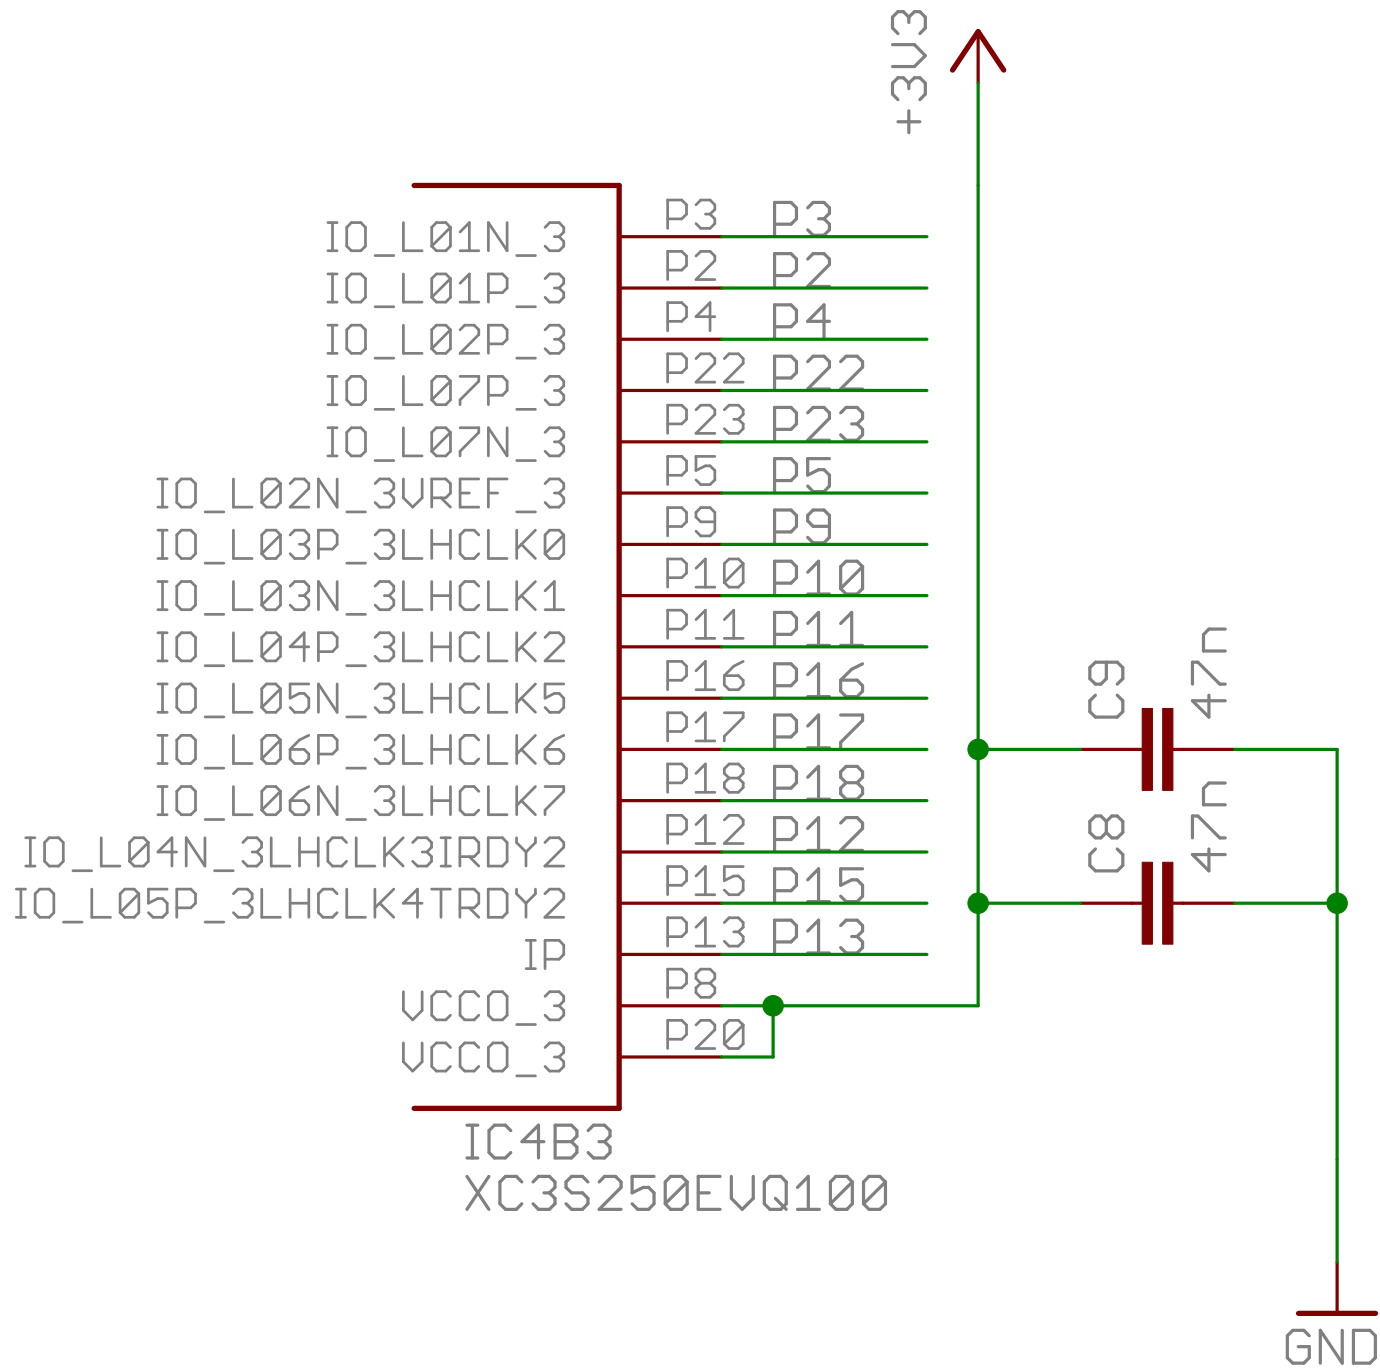 +3V3
IO_L01N_3 P3 P3
IO_L01P_3 P2 P2
IO_L02P_3 P4 P4
IO_L07P_3 P22 P22
IO_L07N_3 P23 P23
IO_L02N_3VREF_3 P5 P5
IO_L03P_3LHCLK0 P9 P9
IO_L03N_3LHCLK1 P10 P10
IO_L04P_3LHCLK2 P11 P11
IO_L05N_3LHCLK5 P16 P16
IO_L06P_3LHCLK6 P17 P17
IO_L06N_3LHCLK7 P18 P18
IO_L04N_3LHCLK3IRDY2 P12 P12
IO_L05P_3LHCLK4TRDY2 P15 P15
IP P13 P13
VCCO_3 P8
VCCO_3 P20
C9 47n
C8 47n
IC4B3
XC3S250EVQ100
GND